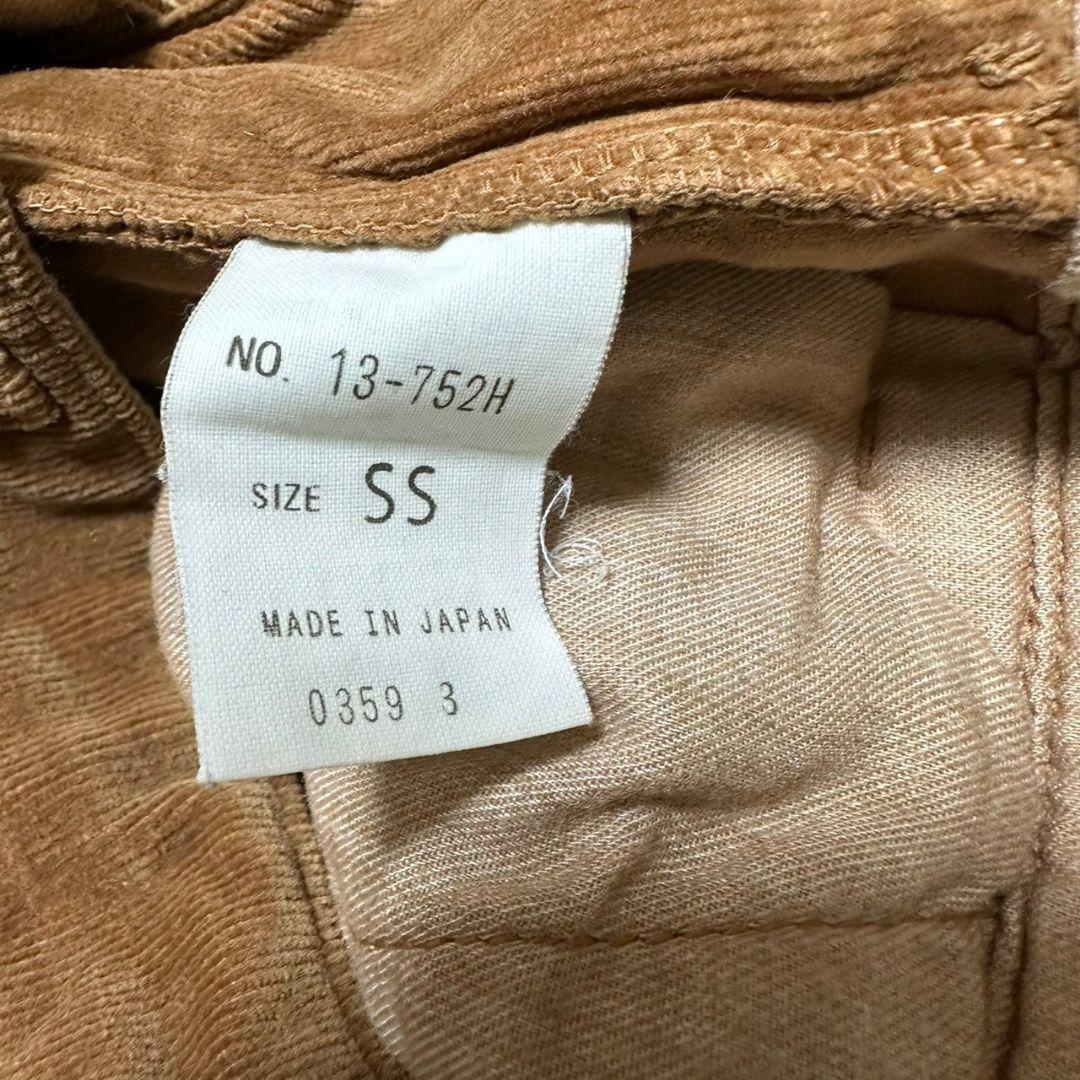 NO. 13-752H
SIZE SS
MADE IN JAPAN
0359 3